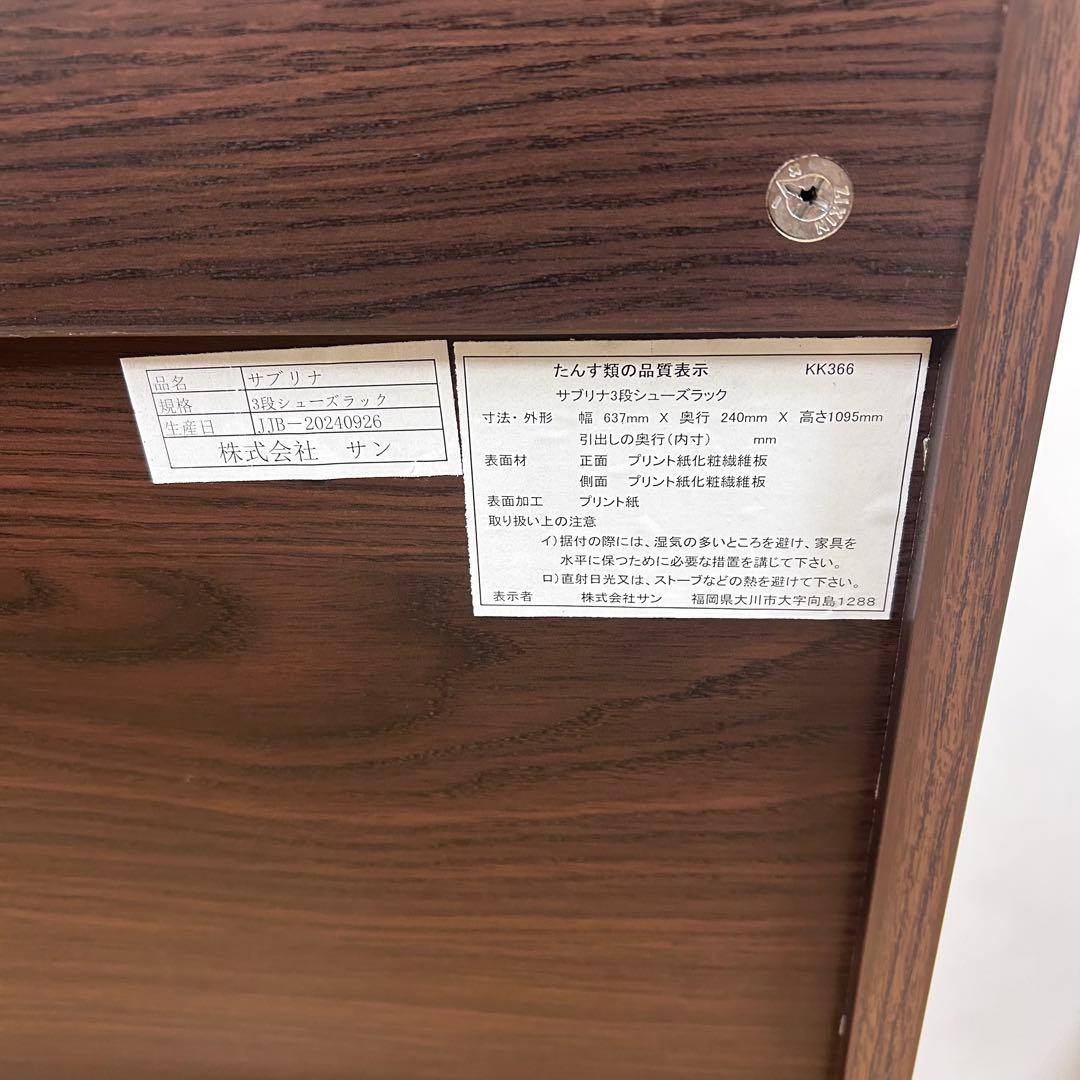 品名 サブリナ
規格 3段シューズラック
生産日 JJB-20240926
株式会社 サン
たんす類の品質表示 KK366
サブリナ3段シューズラック
寸法・外形 幅 637mm X 奥行 240mm X 高さ1095mm
引出しの奥行(内寸) mm
表面材 正面 プリント紙化粧繊維板
側面 プリント紙化粧繊維板
表面加工 プリント紙
取り扱い上の注意
イ)据付の際には、湿気の多いところを避け、家具を
水平に保つために必要な措置を講じて下さい。
ロ)直射日光又は、ストーブなどの熱を避けて下さい。
表示者 株式会社サン 福岡県大川市大字向島1288
ZIXIN